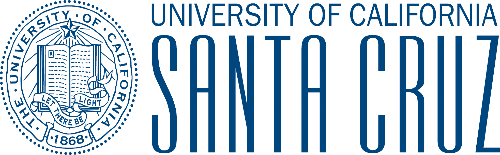 THE UNIVERSITY OF CALIFORNIA
LET THERE BE LIGHT
1868
UNIVERSITY OF CALIFORNIA
SANTA CRUZ